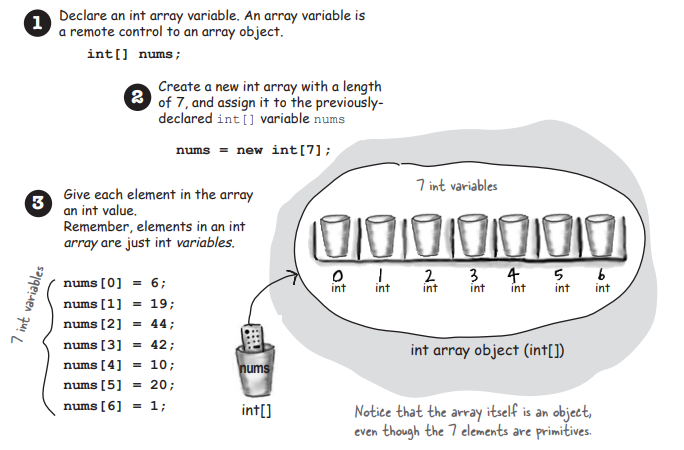 1 Declare an int array variable. An array variable is
a remote control to an array object.
int[] nums;
2 Create a new int array with a length
of 7, and assign it to the previously-
declared int[] variable nums
nums = new int[7];
3 Give each element in the array
an int value.
Remember, elements in an int
array are just int variables.
7 int variables
nums[0] = 6;
nums[1] = 19;
nums[2] = 44;
nums[3] = 42;
nums[4] = 10;
nums[5] = 20;
nums[6] = 1;
nums
int[]
7 int variables
0 1 2 3 4 5 6
int int int int int int int
int array object (int[])
Notice that the array itself is an object,
even though the 7 elements are primitives.